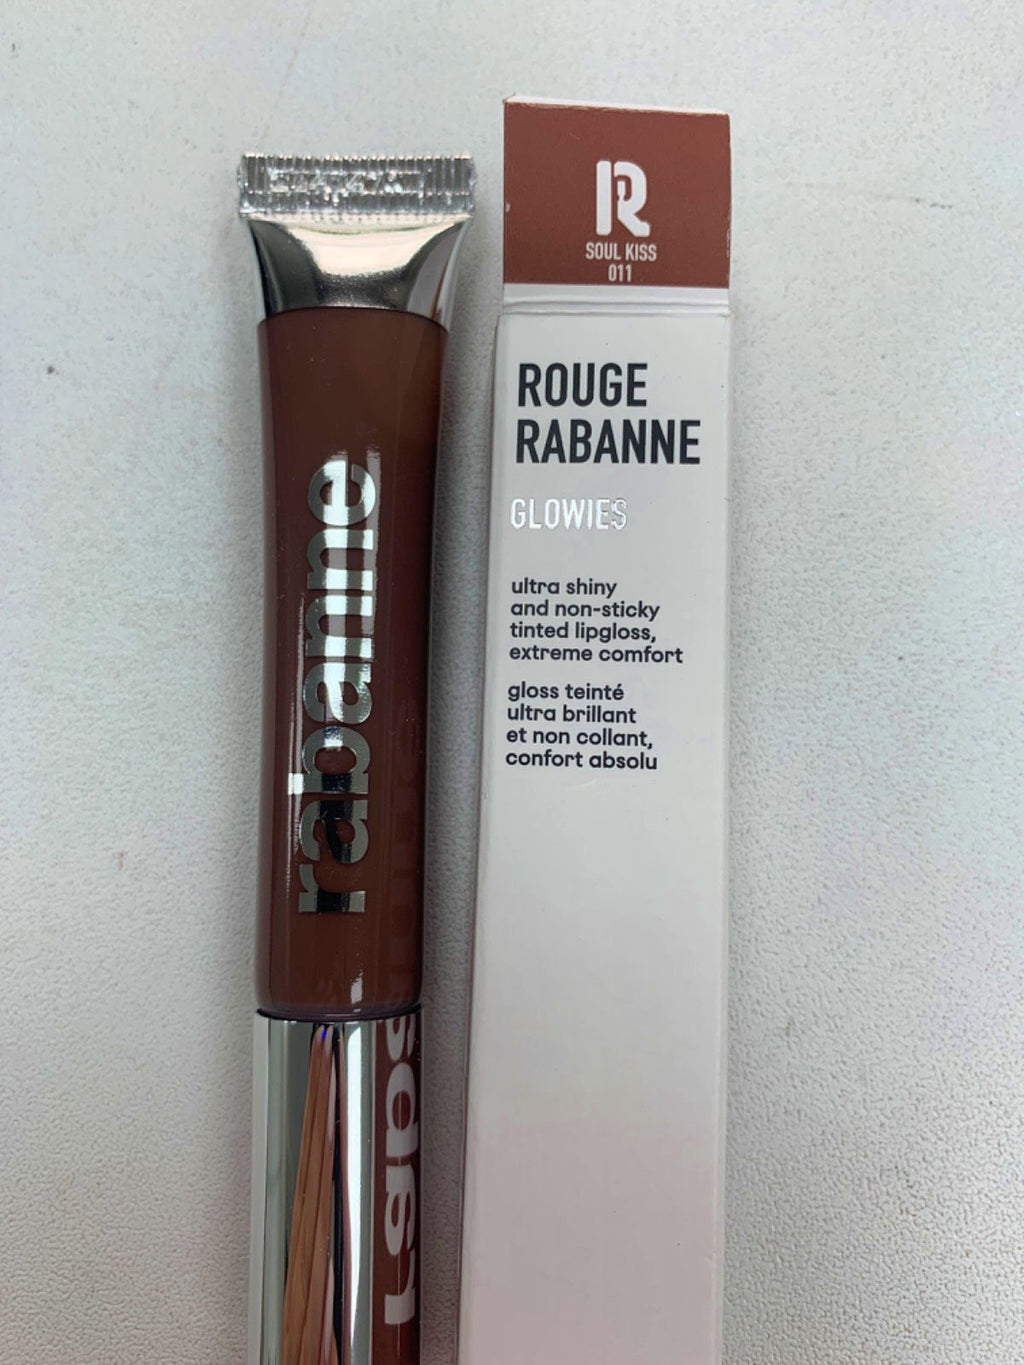 rabanne
R
SOUL KISS
011
ROUGE
RABANNE
GLOWIES
ultra shiny
and non-sticky
tinted lipgloss,
extreme comfort
gloss teinté
ultra brillant
et non collant,
confort absolu